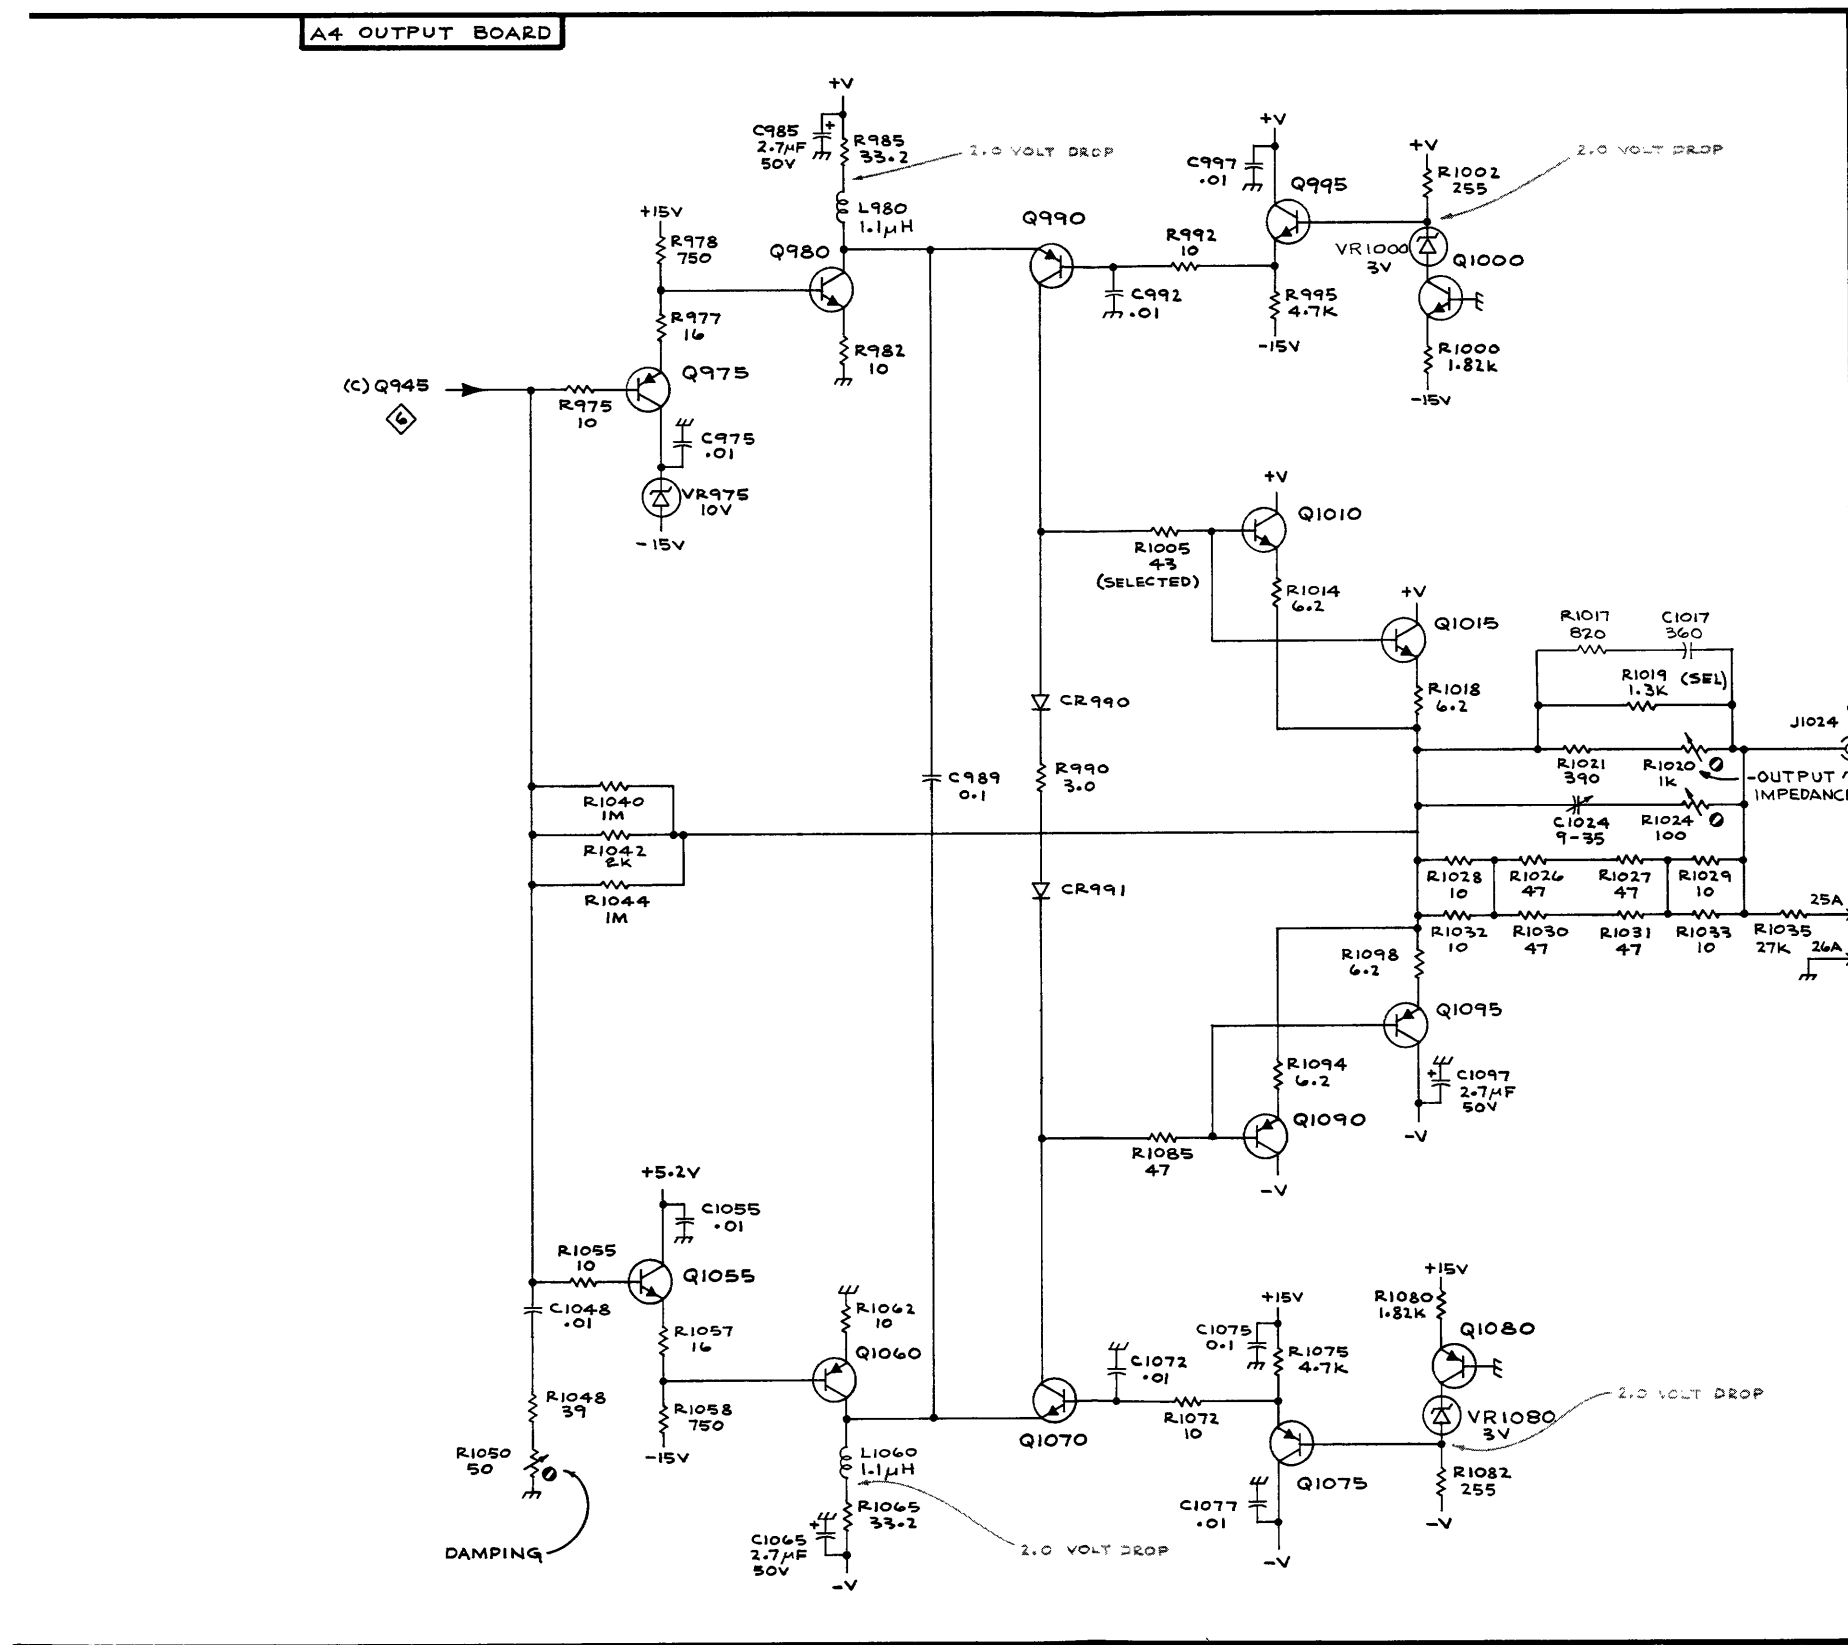 A4 OUTPUT BOARD
+V
C985
2.7µF
50V
+
R985
33.2
2.0 VOLT DROP
L980
1.1µH
+15V
R978
750
Q980
R977
16
R982
10
Q975
(C) Q945
6
R975
10
C975
.01
VR975
10V
-15V
Q990
+V
C997
.01
Q995
R992
10
C992
.01
R995
4.7K
-15V
+V
R1002
255
2.0 VOLT DROP
VR1000
3V
Q1000
R1000
1.82K
-15V
+V
Q1010
R1005
43
(SELECTED)
R1014
6.2
+V
Q1015
R1018
6.2
R1017
820
C1017
360
R1019
1.3K
(SEL)
J1024
R1021
390
R1020
1K
-OUTPUT
IMPEDANC
C1024
9-35
R1024
100
CR990
R990
3.0
C989
0.1
CR991
R1040
1M
R1042
2K
R1044
1M
R1028
10
R1026
47
R1027
47
R1029
10
25A
R1032
10
R1030
47
R1031
47
R1033
10
R1035
27K
26A
R1098
6.2
Q1095
+
C1097
2.7µF
50V
-V
R1094
6.2
Q1090
R1085
47
-V
+5.2V
C1055
.01
R1055
10
Q1055
C1048
.01
R1057
16
R1062
10
Q1060
R1048
39
R1058
750
-15V
R1050
50
DAMPING
L1060
1.1µH
R1065
33.2
+
C1065
2.7µF
50V
-V
2.0 VOLT DROP
Q1070
C1072
.01
R1072
10
+15V
C1075
0.1
R1075
4.7K
Q1075
C1077
.01
-V
+15V
R1080
1.82K
Q1080
VR1080
3V
2.0 VOLT DROP
R1082
255
-V